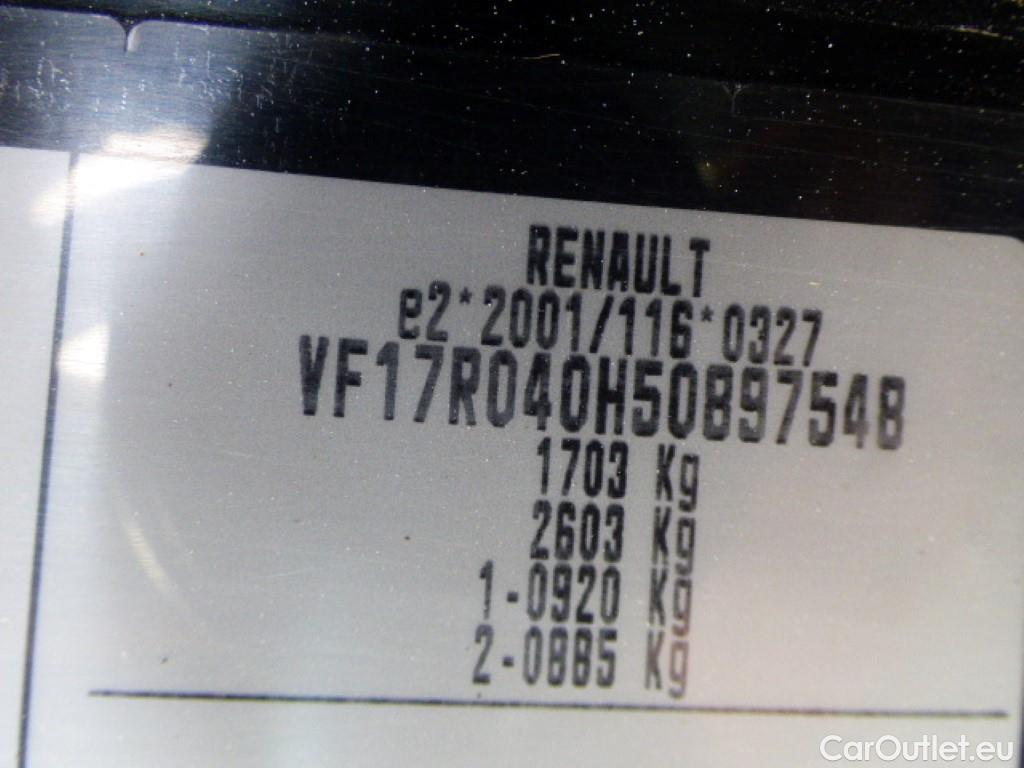 RENAULT
e2*2001/116*0327
VF17R040H50897548
1703 Kg
2603 Kg
1-0920 Kg
2-0885 Kg
CarOutlet.eu